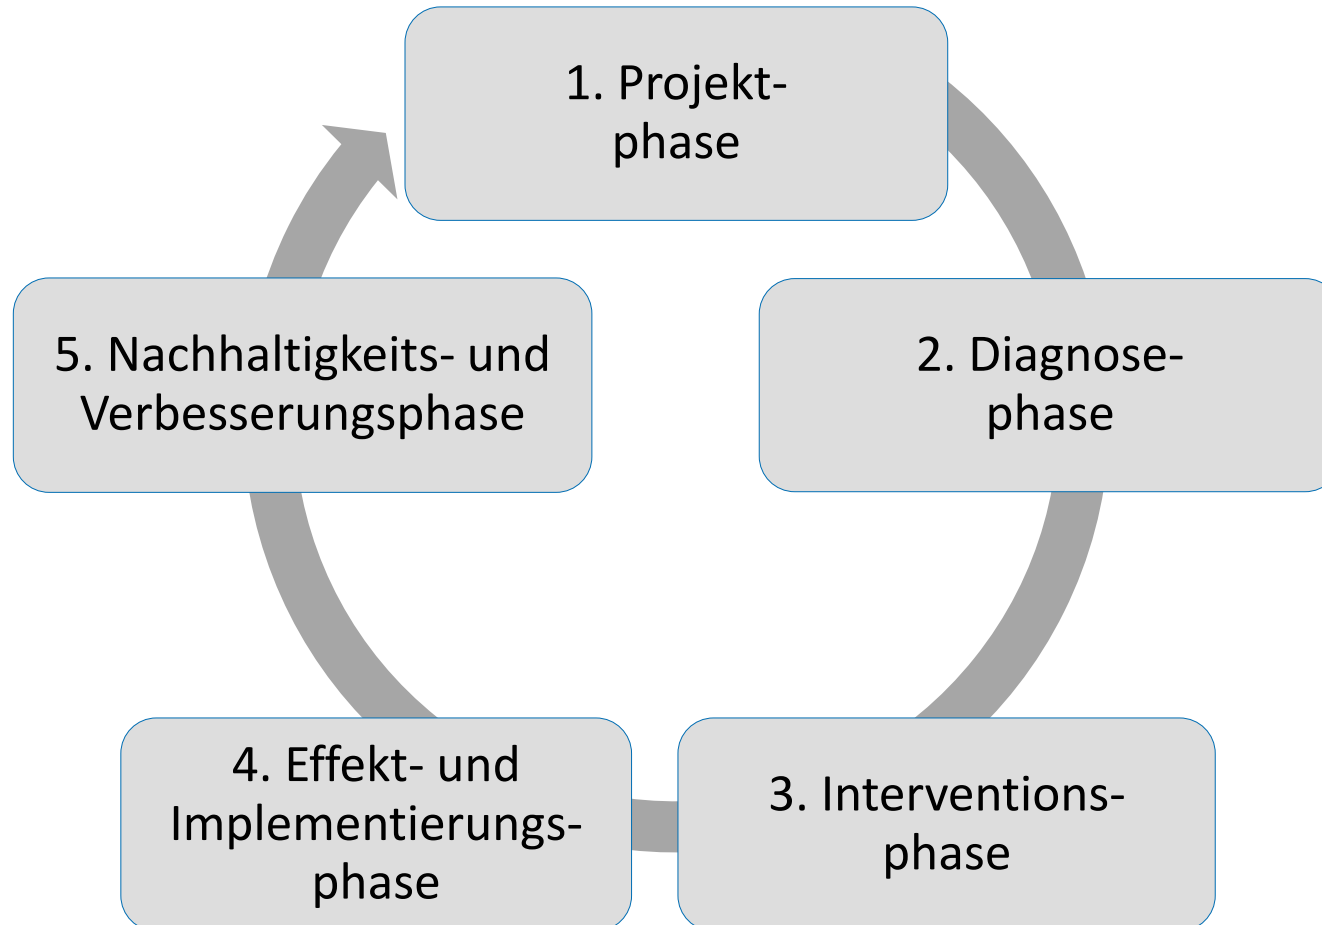 1. Projekt-
phase
2. Diagnose-
phase
3. Interventions-
phase
4. Effekt- und
Implementierungs-
phase
5. Nachhaltigkeits- und
Verbesserungsphase